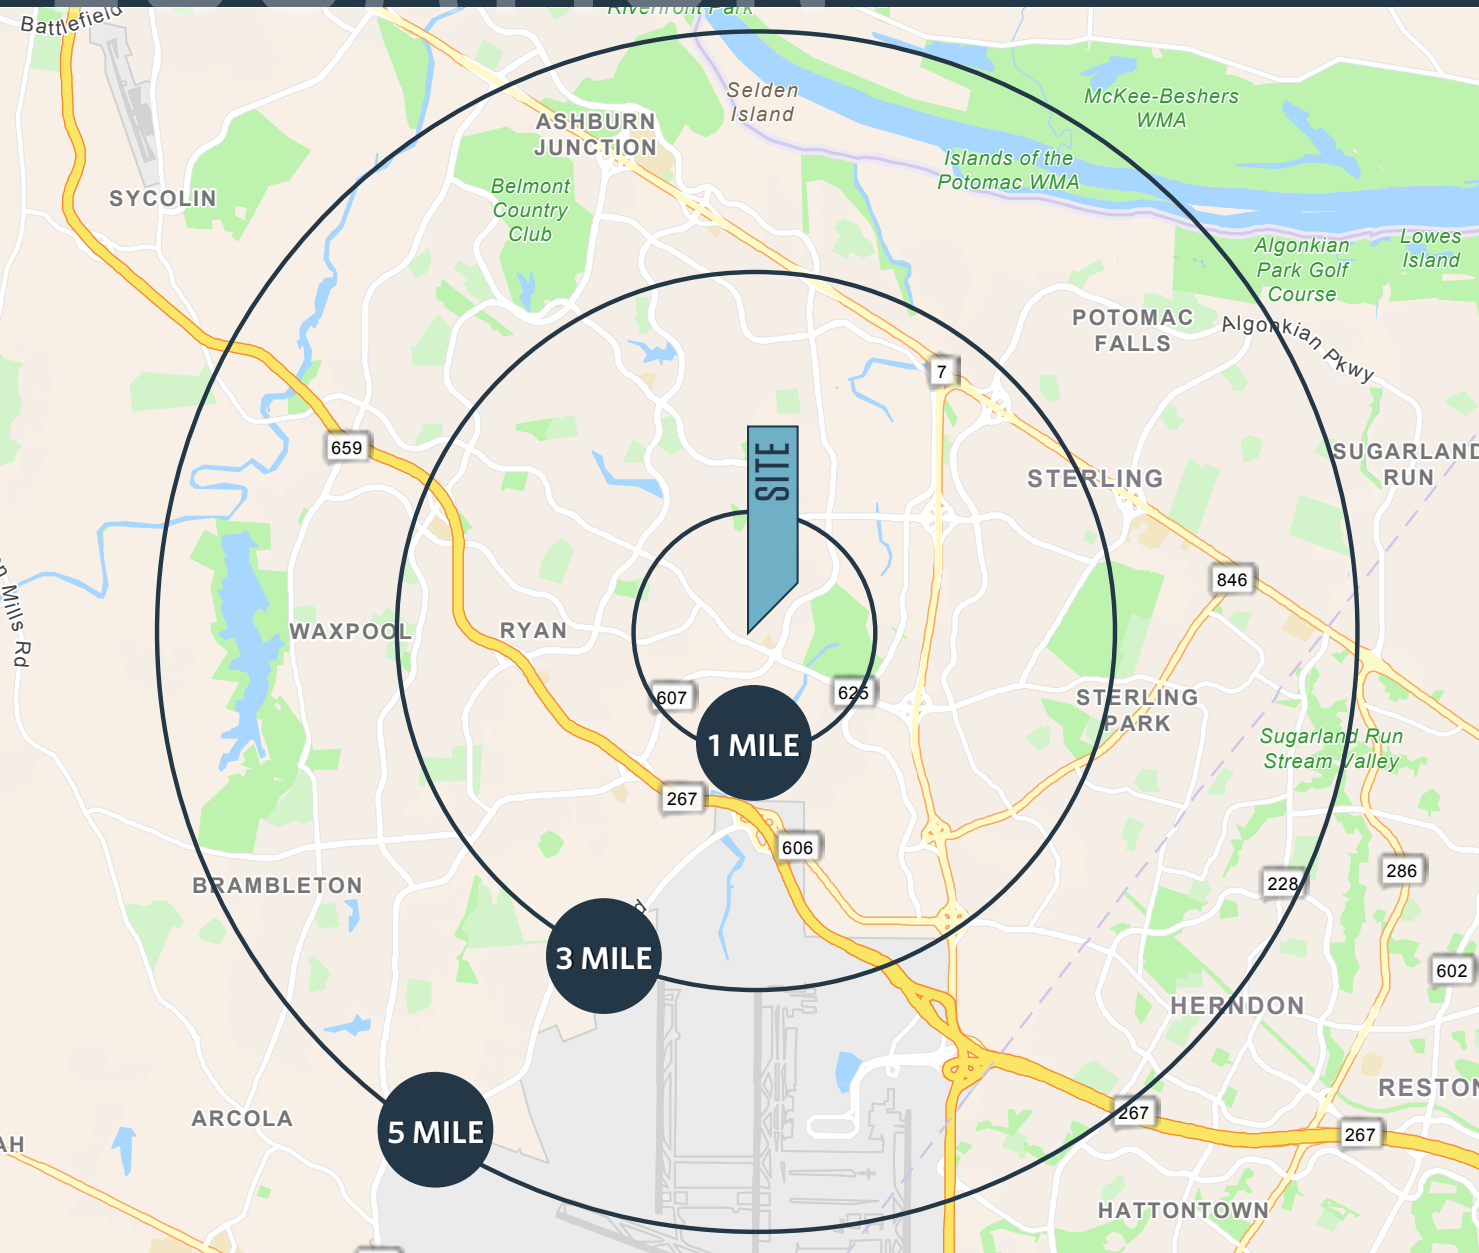 Battlefield
Riverfront Park
Selden
Island
McKee-Beshers
WMA
ASHBURN
JUNCTION
Islands of the
Potomac WMA
Belmont
Country
Club
SYCOLIN
Algonkian
Park Golf
Course
Lowes
Island
POTOMAC
FALLS
Algonkian Pkwy
7
659
SITE
STERLING
SUGARLAND
RUN
846
Mills Rd
WAXPOOL
RYAN
607
625
STERLING
PARK
Sugarland Run
Stream Valley
1 MILE
267
606
286
228
BRAMBLETON
3 MILE
602
HERNDON
RESTON
267
267
ARCOLA
5 MILE
AH
HATTONTOWN